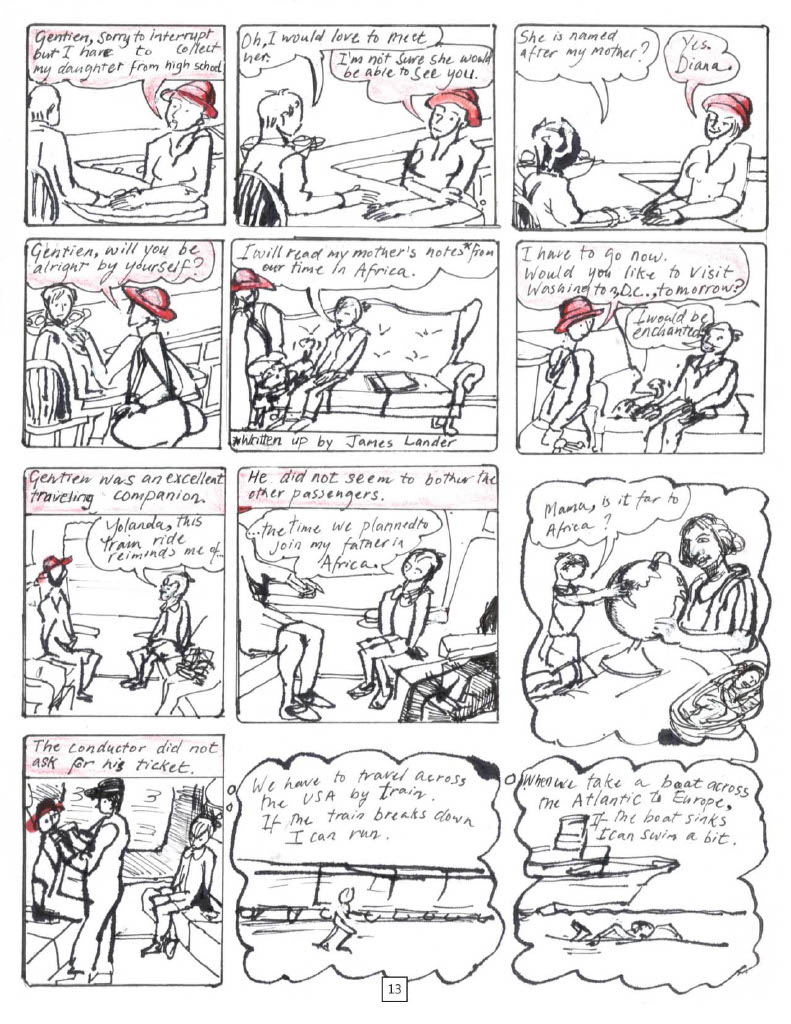 Gentien, sorry to interrupt
but I have to collect
my daughter from high school
Oh, I would love to meet
her.
I'm not sure she would
be able to see you.
She is named
after my mother?
Yes.
Diana.
Gentien, will you be
alright by yourself?
I will read my mother's notes* from
our time in Africa.
*Written up by James Lander
I have to go now.
Would you like to visit
Washington D.C., tomorrow?
I would be
enchanted.
Gentien was an excellent
traveling companion.
Yolanda, this
train ride
reiminds me of..
He did not seem to bother the
other passengers.
...the time we planned to
join my father in
Africa.
Mama, is it far to
Africa?
The conductor did not
ask for his ticket.
We have to travel across
the USA by train.
If the train breaks down
I can run.
When we take a boat across
the Atlantic to Europe,
If the boat sinks
I can swim a bit.
13